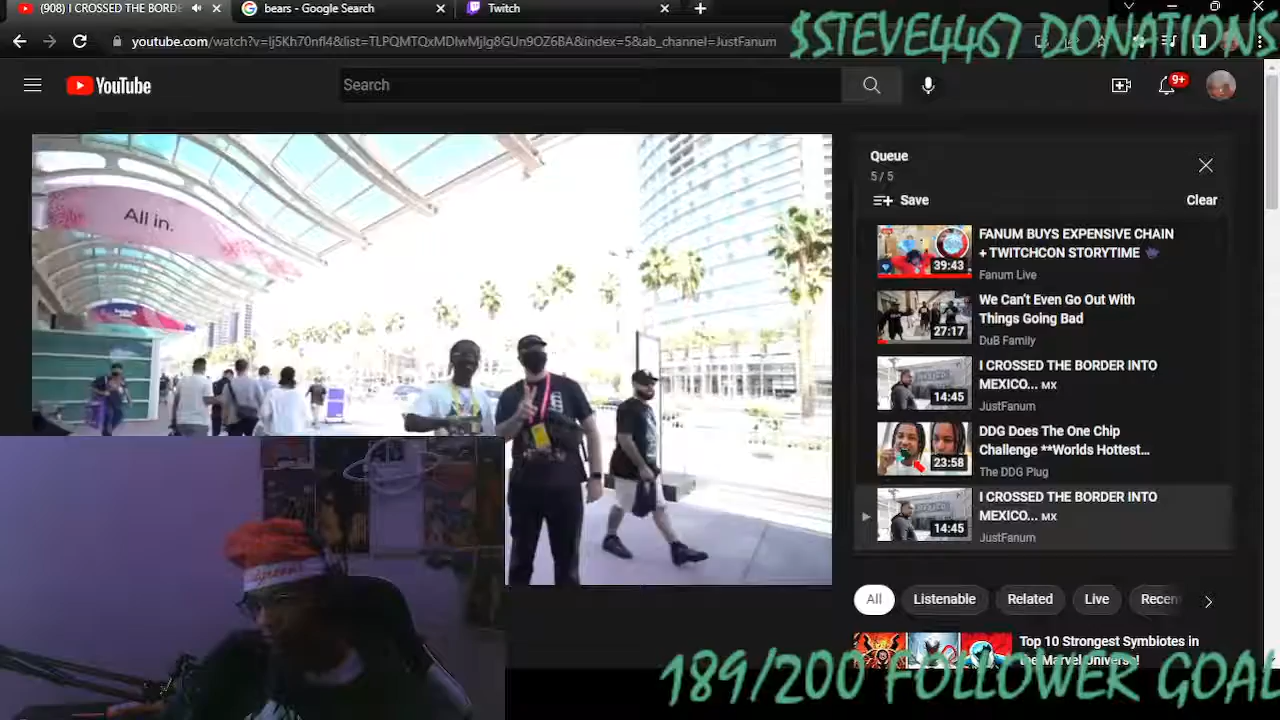 (908) I CROSSED THE BORDE
bears - Google Search
Twitch
youtube.com/watch?v=Ij5Kh70nfl4&list=TLPQMTQxMDIwMjIg8GUn9OZ6BA&index=5&ab_channel=JustFanum
$STEVE4467 DONATIONS
YouTube
Search
9+
All in.
Queue
5 / 5
Save
Clear
FANUM BUYS EXPENSIVE CHAIN
+ TWITCHCON STORYTIME 👾
39:43
Fanum Live
We Can't Even Go Out With
Things Going Bad
27:17
DuB Family
I CROSSED THE BORDER INTO
MEXICO... MX
14:45
JustFanum
DDG Does The One Chip
Challenge **Worlds Hottest...
23:58
The DDG Plug
I CROSSED THE BORDER INTO
MEXICO... MX
14:45
JustFanum
All
Listenable
Related
Live
Recen
Top 10 Strongest Symbiotes in
the Marvel Universe!
189/200 FOLLOWER GOAL